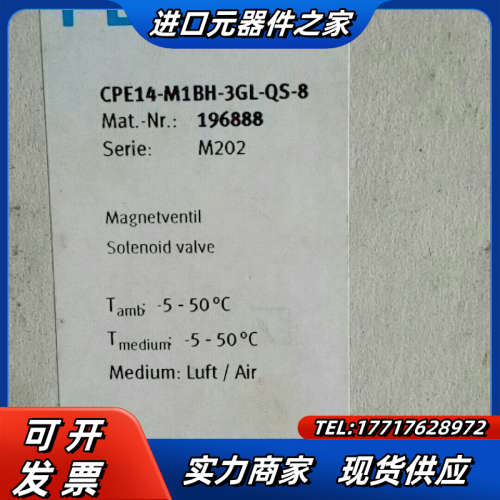 进口元器件之家
CPE14-M1BH-3GL-QS-8
Mat.-Nr.: 196888
Serie: M202
Magnetventil
Solenoid valve
Tamb: -5 - 50°C
Tmedium: -5 - 50°C
Medium: Luft / Air
TEL:17717628972
可开
发票
实力商家 现货供应